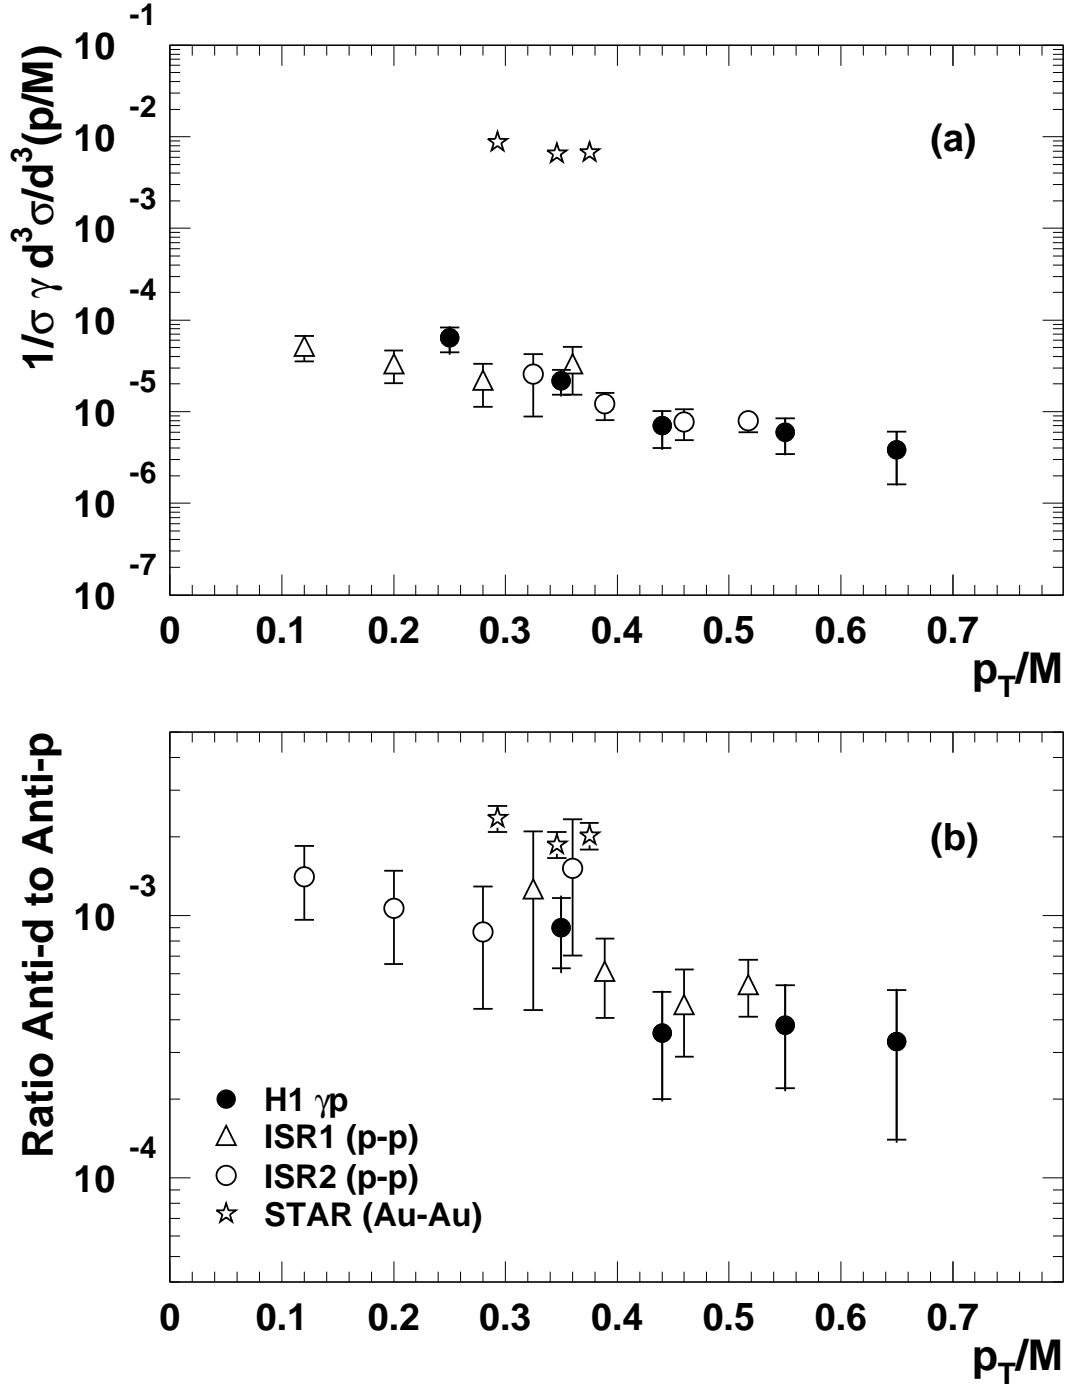 10 -1
10 -2
(a)
10 -3
10 -4
10 -5
10 -6
10 -7
1/σ γ d³σ/d³(p/M)
0 0.1 0.2 0.3 0.4 0.5 0.6 0.7
p_T/M
Ratio Anti-d to Anti-p
(b)
10 -3
H1 γp
ISR1 (p-p)
10 -4
ISR2 (p-p)
STAR (Au-Au)
0 0.1 0.2 0.3 0.4 0.5 0.6 0.7
p_T/M